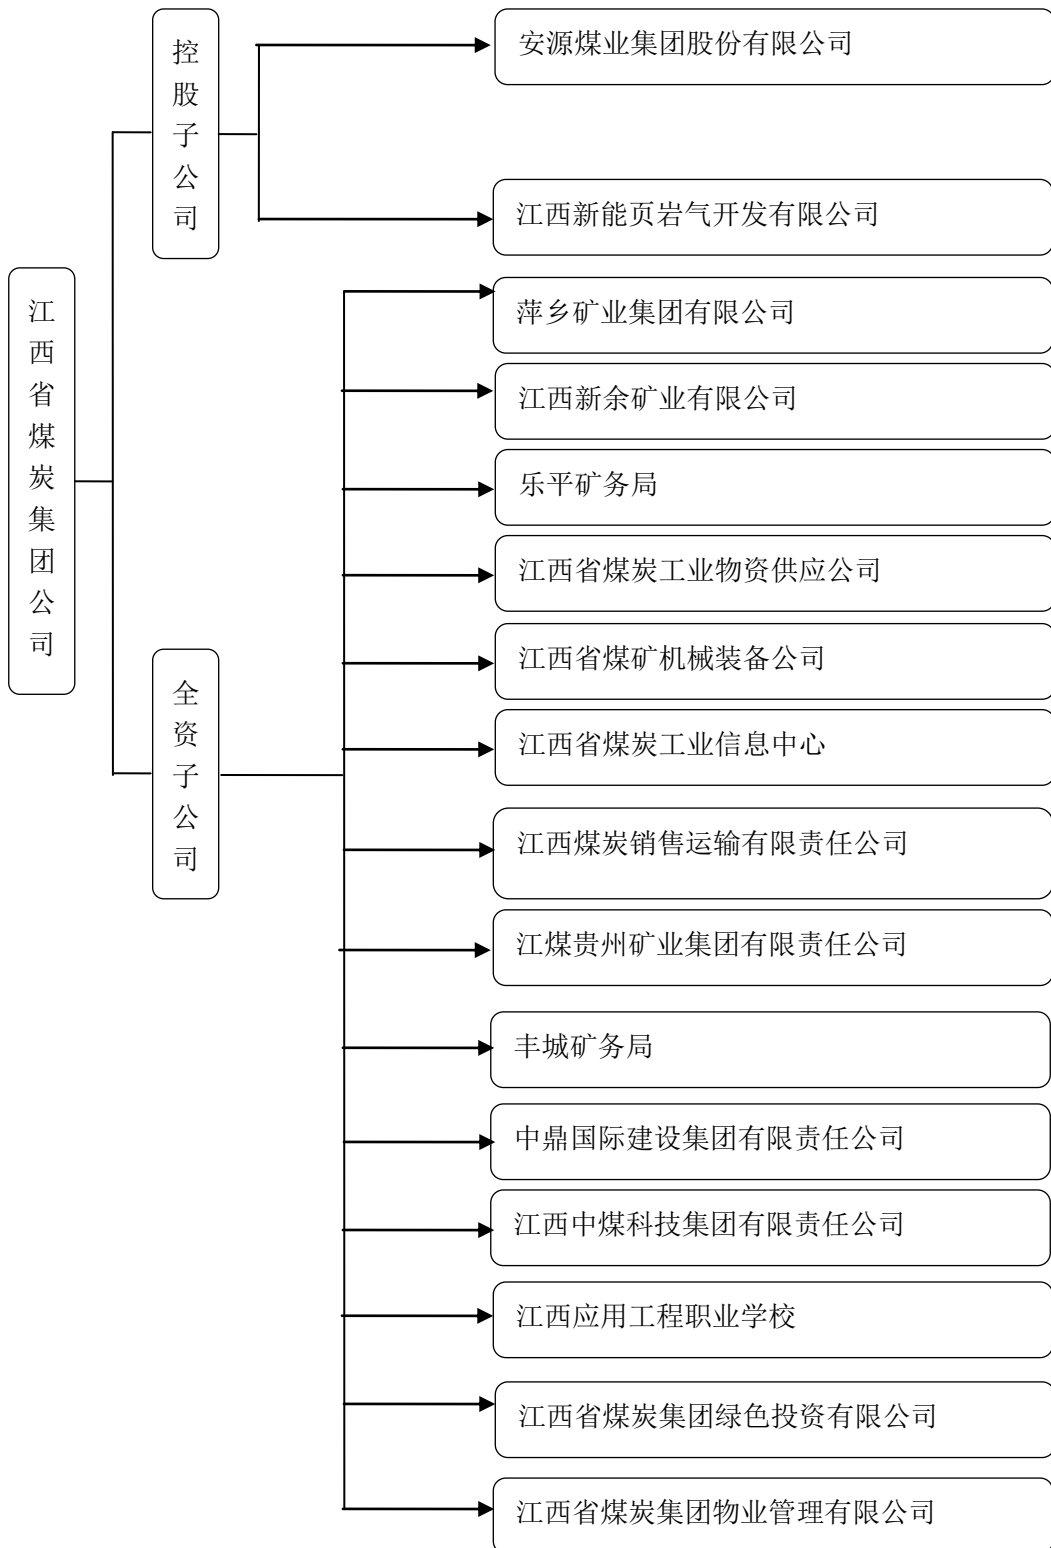 江西省煤炭集团公司
控股子公司
安源煤业集团股份有限公司
江西新能页岩气开发有限公司
全资子公司
萍乡矿业集团有限公司
江西新余矿业有限公司
乐平矿务局
江西省煤炭工业物资供应公司
江西省煤矿机械装备公司
江西省煤炭工业信息中心
江西煤炭销售运输有限责任公司
江煤贵州矿业集团有限责任公司
丰城矿务局
中鼎国际建设集团有限责任公司
江西中煤科技集团有限责任公司
江西应用工程职业学校
江西省煤炭集团绿色投资有限公司
江西省煤炭集团物业管理有限公司